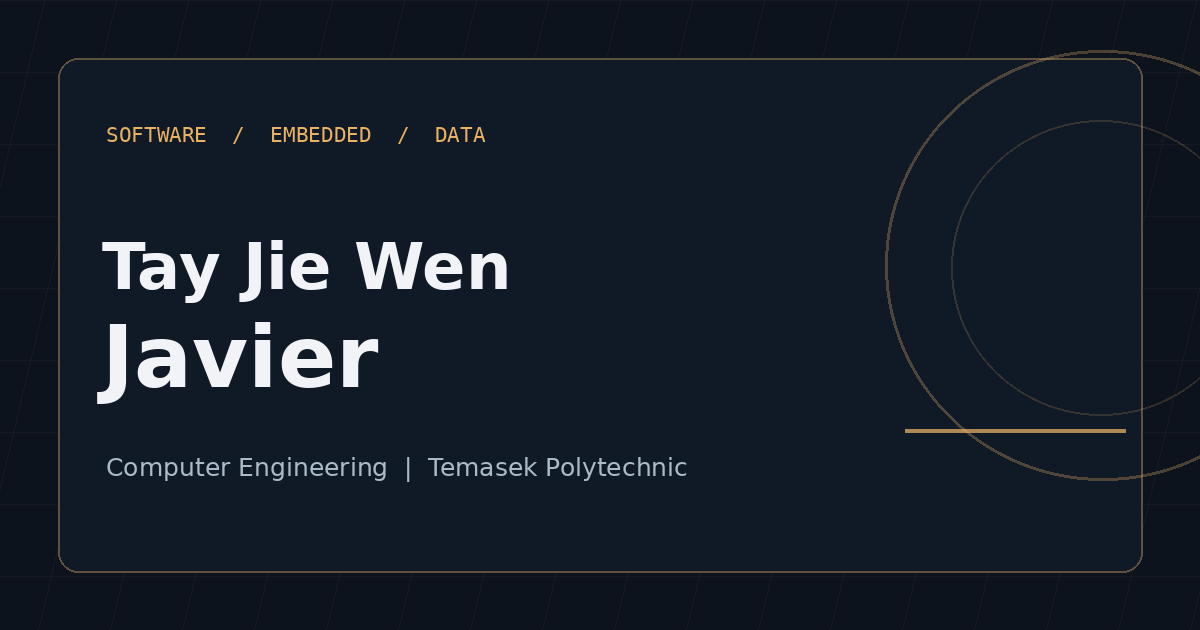 SOFTWARE / EMBEDDED / DATA
Tay Jie Wen
Javier
Computer Engineering | Temasek Polytechnic